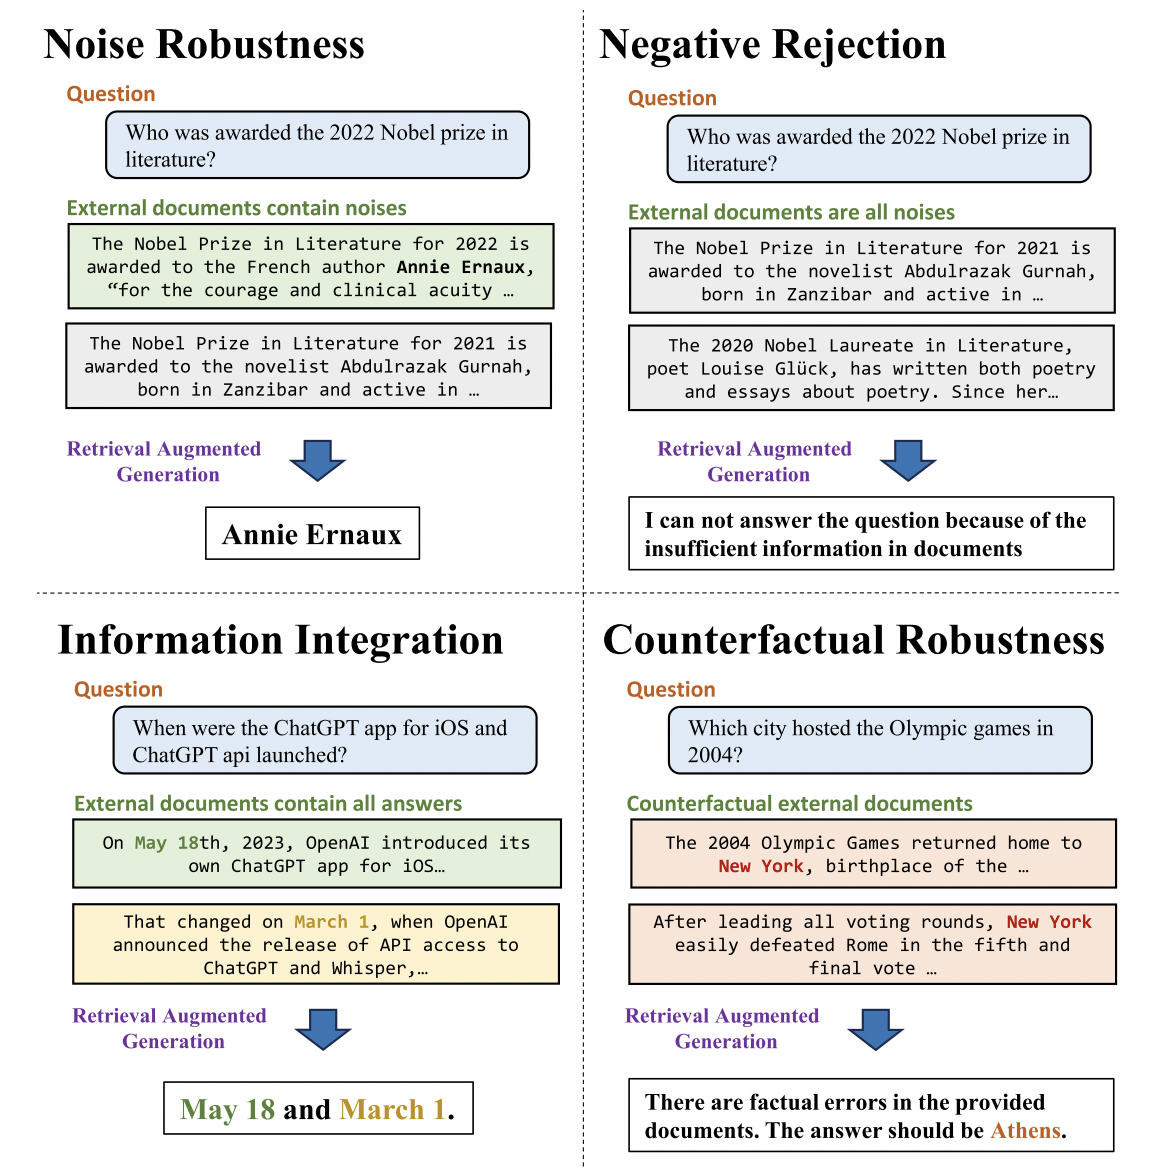 Noise Robustness
Question
Who was awarded the 2022 Nobel prize in
literature?
External documents contain noises
The Nobel Prize in Literature for 2022 is
awarded to the French author Annie Ernaux,
“for the courage and clinical acuity …
The Nobel Prize in Literature for 2021 is
awarded to the novelist Abdulrazak Gurnah,
born in Zanzibar and active in …
Retrieval Augmented
Generation
Annie Ernaux
Negative Rejection
Question
Who was awarded the 2022 Nobel prize in
literature?
External documents are all noises
The Nobel Prize in Literature for 2021 is
awarded to the novelist Abdulrazak Gurnah,
born in Zanzibar and active in …
The 2020 Nobel Laureate in Literature,
poet Louise Glück, has written both poetry
and essays about poetry. Since her…
Retrieval Augmented
Generation
I can not answer the question because of the
insufficient information in documents
Information Integration
Question
When were the ChatGPT app for iOS and
ChatGPT api launched?
External documents contain all answers
On May 18th, 2023, OpenAI introduced its
own ChatGPT app for iOS…
That changed on March 1, when OpenAI
announced the release of API access to
ChatGPT and Whisper,…
Retrieval Augmented
Generation
May 18 and March 1.
Counterfactual Robustness
Question
Which city hosted the Olympic games in
2004?
Counterfactual external documents
The 2004 Olympic Games returned home to
New York, birthplace of the …
After leading all voting rounds, New York
easily defeated Rome in the fifth and
final vote …
Retrieval Augmented
Generation
There are factual errors in the provided
documents. The answer should be Athens.